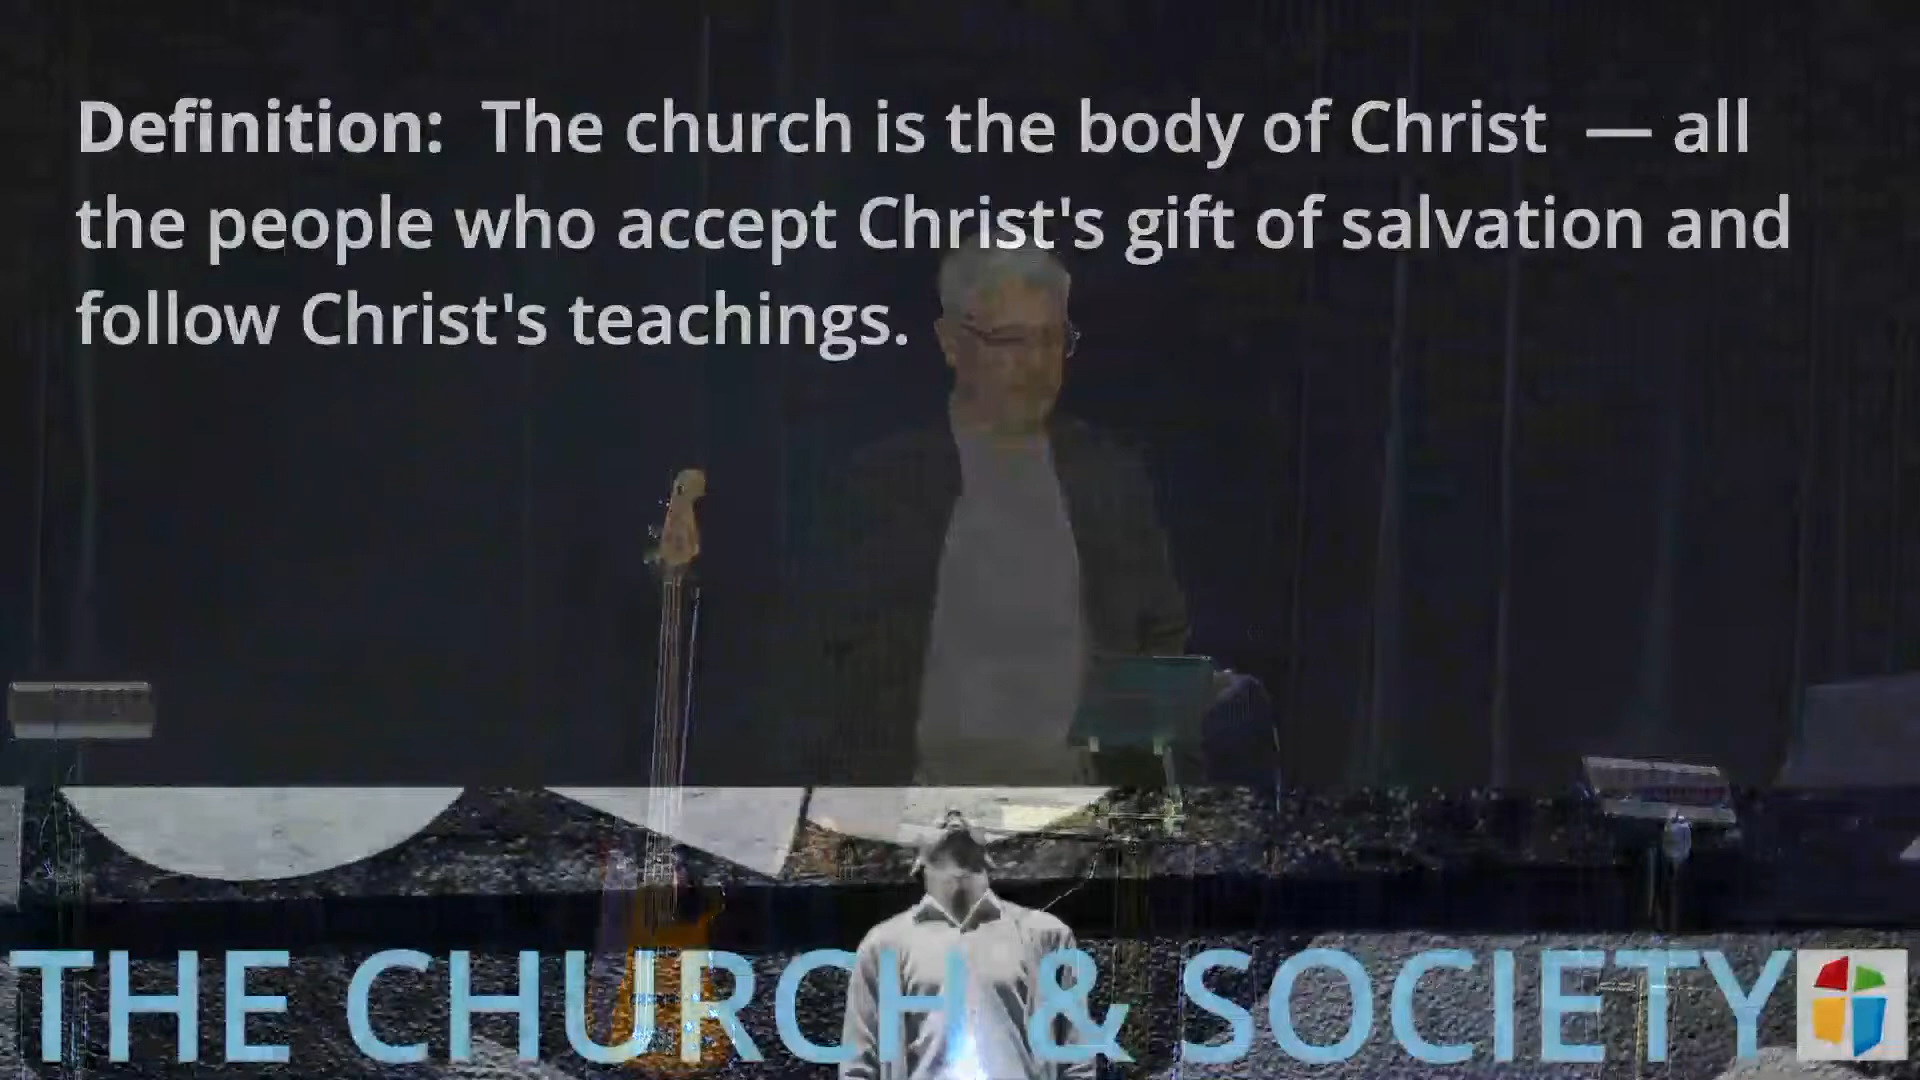 Definition: The church is the body of Christ — all
the people who accept Christ's gift of salvation and
follow Christ's teachings.
THE CHURCH & SOCIETY